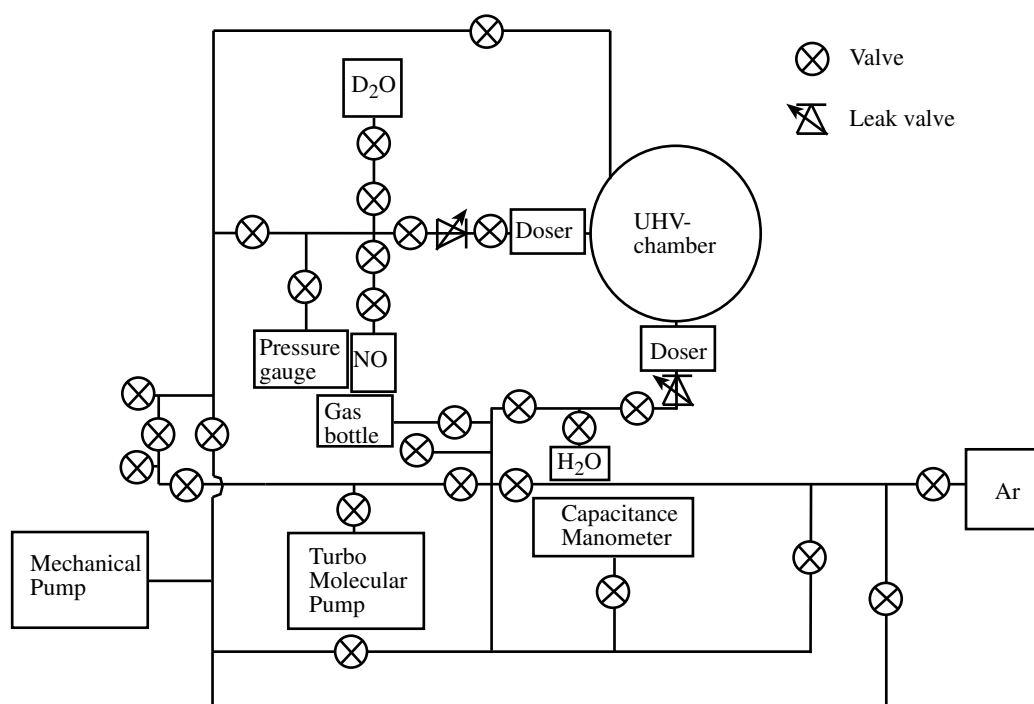 Valve
D₂O
Leak valve
UHV-
chamber
Doser
Pressure
gauge
NO
Doser
Gas
bottle
H₂O
Ar
Capacitance
Manometer
Mechanical
Pump
Turbo
Molecular
Pump